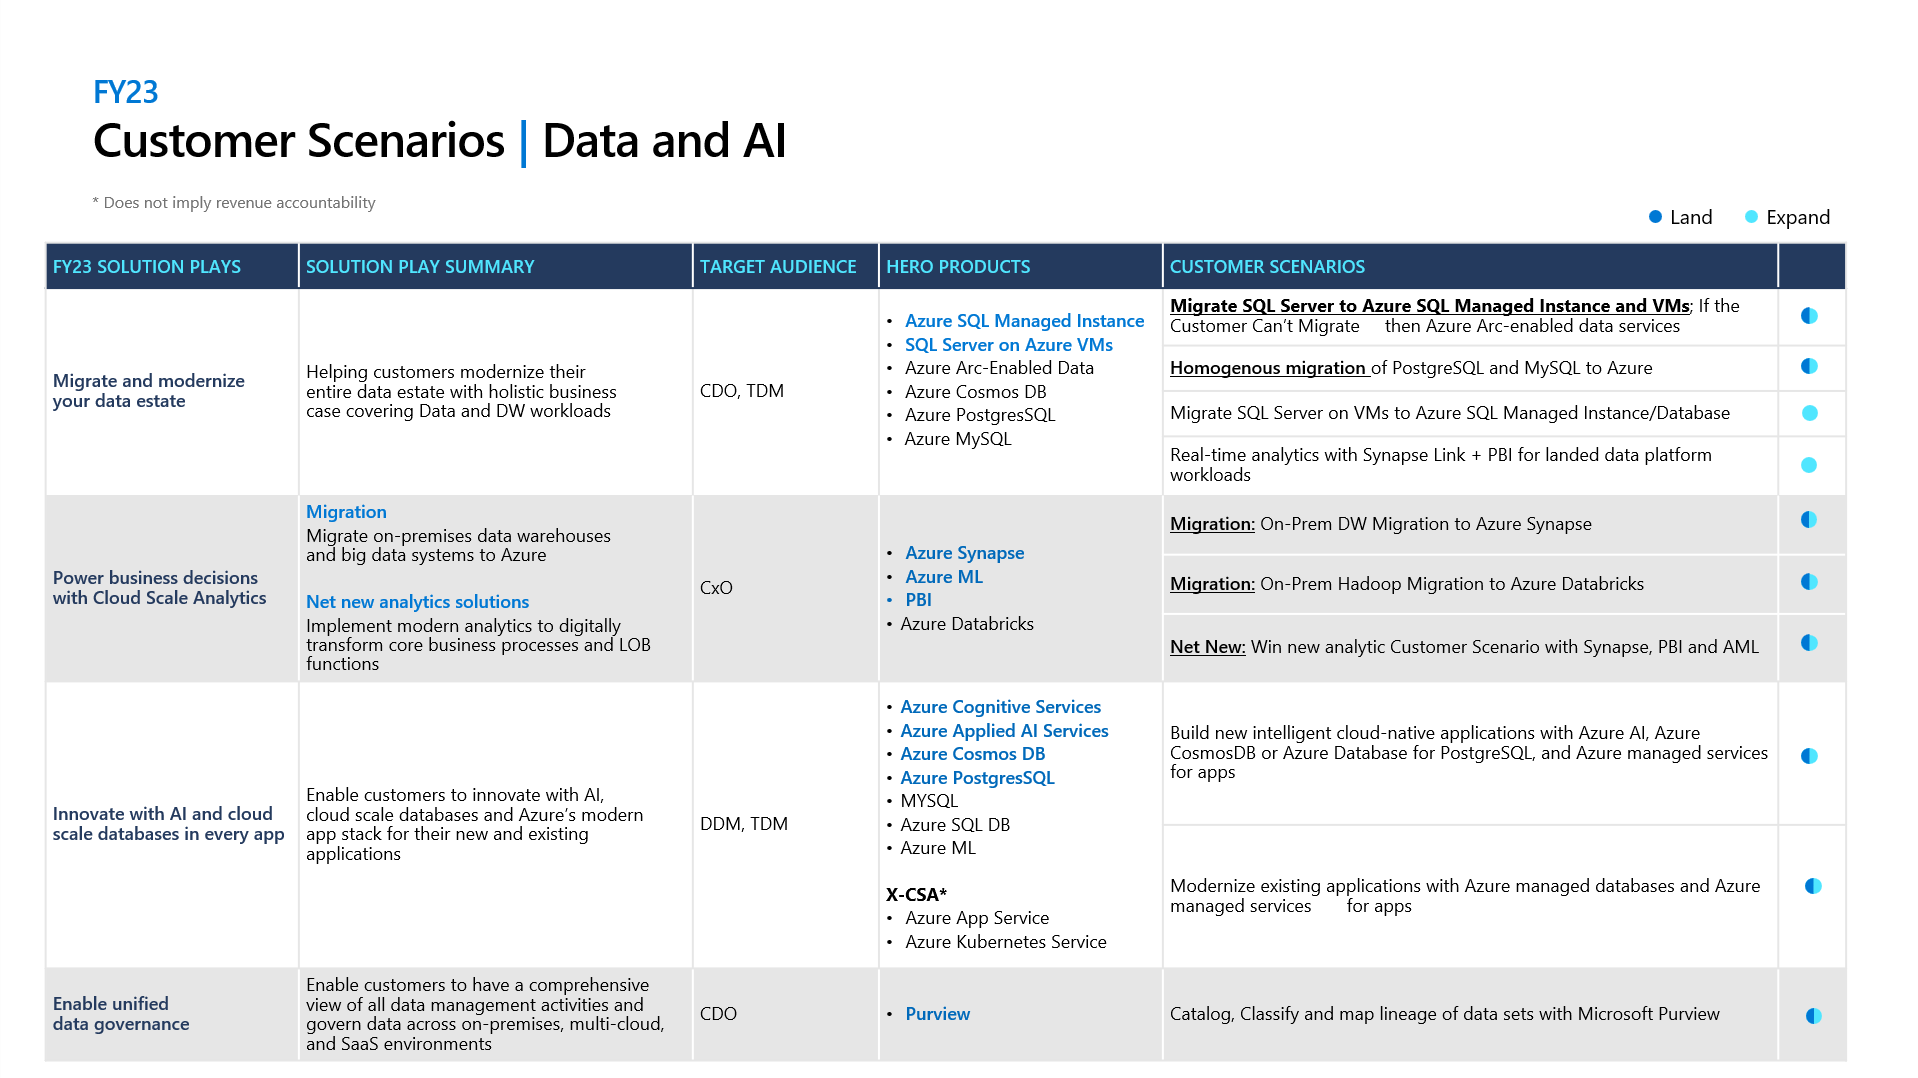 FY23
Customer Scenarios | Data and AI
* Does not imply revenue accountability
Land
Expand
FY23 SOLUTION PLAYS
SOLUTION PLAY SUMMARY
TARGET AUDIENCE
HERO PRODUCTS
CUSTOMER SCENARIOS
Migrate and modernize
your data estate
Helping customers modernize their
entire data estate with holistic business
case covering Data and DW workloads
CDO, TDM
• Azure SQL Managed Instance
• SQL Server on Azure VMs
• Azure Arc-Enabled Data
• Azure Cosmos DB
• Azure PostgresSQL
• Azure MySQL
Migrate SQL Server to Azure SQL Managed Instance and VMs; If the
Customer Can't Migrate then Azure Arc-enabled data services
Homogenous migration of PostgreSQL and MySQL to Azure
Migrate SQL Server on VMs to Azure SQL Managed Instance/Database
Real-time analytics with Synapse Link + PBI for landed data platform
workloads
Power business decisions
with Cloud Scale Analytics
Migration
Migrate on-premises data warehouses
and big data systems to Azure
Net new analytics solutions
Implement modern analytics to digitally
transform core business processes and LOB
functions
CxO
• Azure Synapse
• Azure ML
• PBI
• Azure Databricks
Migration: On-Prem DW Migration to Azure Synapse
Migration: On-Prem Hadoop Migration to Azure Databricks
Net New: Win new analytic Customer Scenario with Synapse, PBI and AML
Innovate with AI and cloud
scale databases in every app
Enable customers to innovate with AI,
cloud scale databases and Azure's modern
app stack for their new and existing
applications
DDM, TDM
• Azure Cognitive Services
• Azure Applied AI Services
• Azure Cosmos DB
• Azure PostgresSQL
• MYSQL
• Azure SQL DB
• Azure ML
X-CSA*
• Azure App Service
• Azure Kubernetes Service
Build new intelligent cloud-native applications with Azure AI, Azure
CosmosDB or Azure Database for PostgreSQL, and Azure managed services
for apps
Modernize existing applications with Azure managed databases and Azure
managed services for apps
Enable unified
data governance
Enable customers to have a comprehensive
view of all data management activities and
govern data across on-premises, multi-cloud,
and SaaS environments
CDO
• Purview
Catalog, Classify and map lineage of data sets with Microsoft Purview